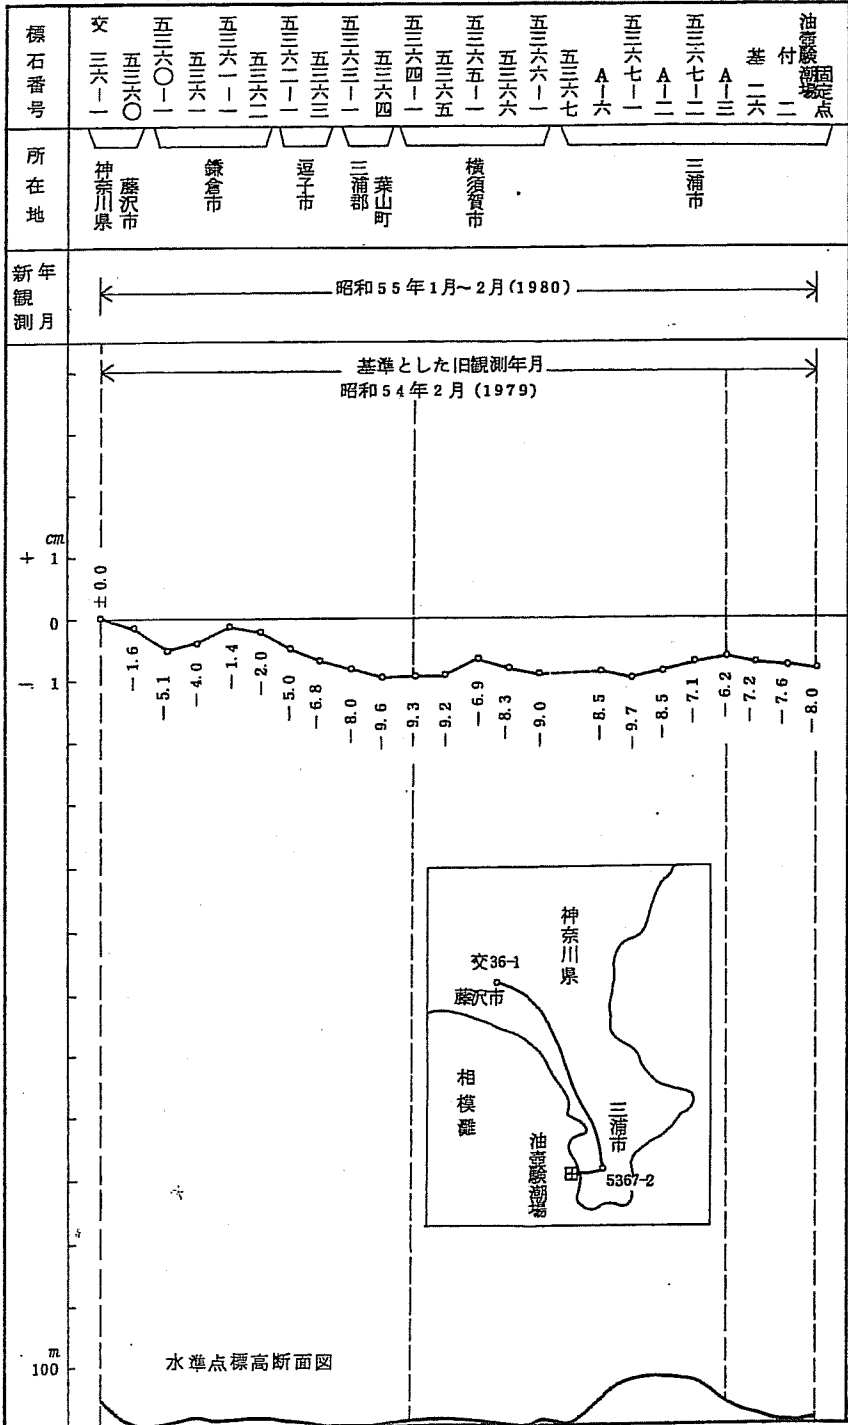 標石番号
交 三六—一
五三六〇
五三六〇—一
五三六一
五三六一—一
五三六二
五三六二—一
五三六三
五三六三—一
五三六四
五三六四—一
五三六五
五三六五—一
五三六六
五三六六—一
五三六七
A—六
五三六七—一
A—二
五三六七—二
A—三
基 二六
付 二
油壺験潮場固定点
所在地
神奈川県
藤沢市
鎌倉市
逗子市
三浦郡
葉山町
横須賀市
三浦市
新観測年月
昭和55年1月~2月(1980)
基準とした旧観測年月
昭和54年2月(1979)
cm
+ 1
0
— 1
±0.0
—1.6
—5.1
—4.0
—1.4
—2.0
—5.0
—6.8
—8.0
—9.6
—9.3
—9.2
—6.9
—8.3
—9.0
—8.5
—9.7
—8.5
—7.1
—6.2
—7.2
—7.6
—8.0
神奈川県
交36-1
藤沢市
相模灘
三浦市
油壺験潮場
5367-2
m
100
水準点標高断面図